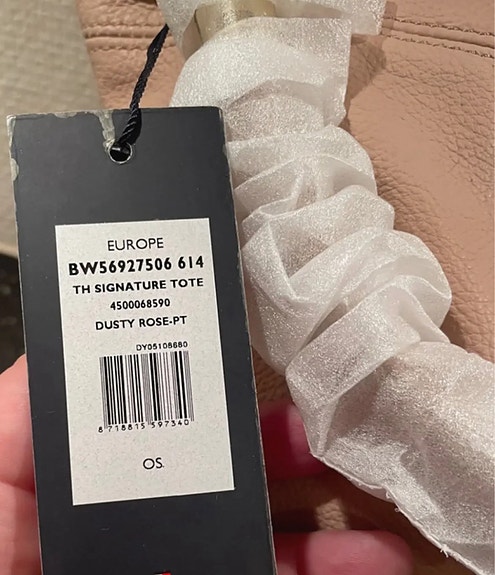 EUROPE
BW56927506 614
TH SIGNATURE TOTE
4500068590
DUSTY ROSE-PT
DY05108680
8 718815 597340
OS.